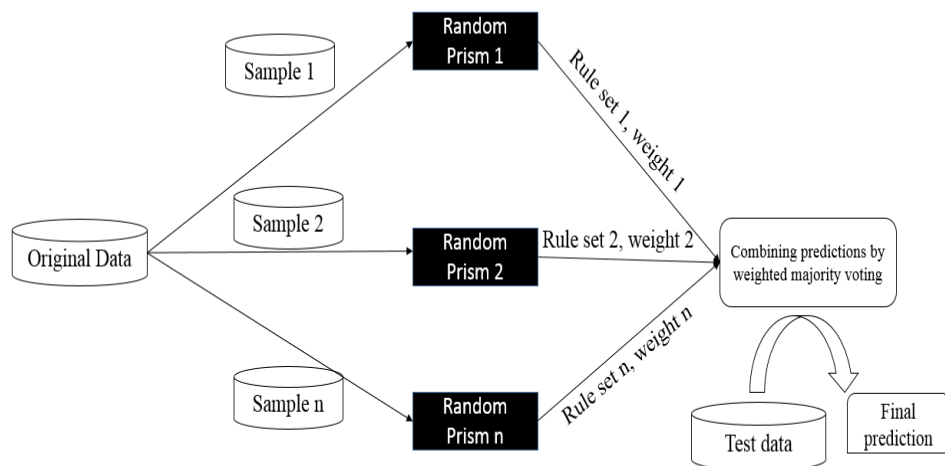 Sample 1
Random
Prism 1
Rule set 1, weight 1
Original Data
Sample 2
Random
Prism 2
Rule set 2, weight 2
Combining predictions by
weighted majority voting
Sample n
Random
Prism n
Rule set n, weight n
Test data
Final
prediction